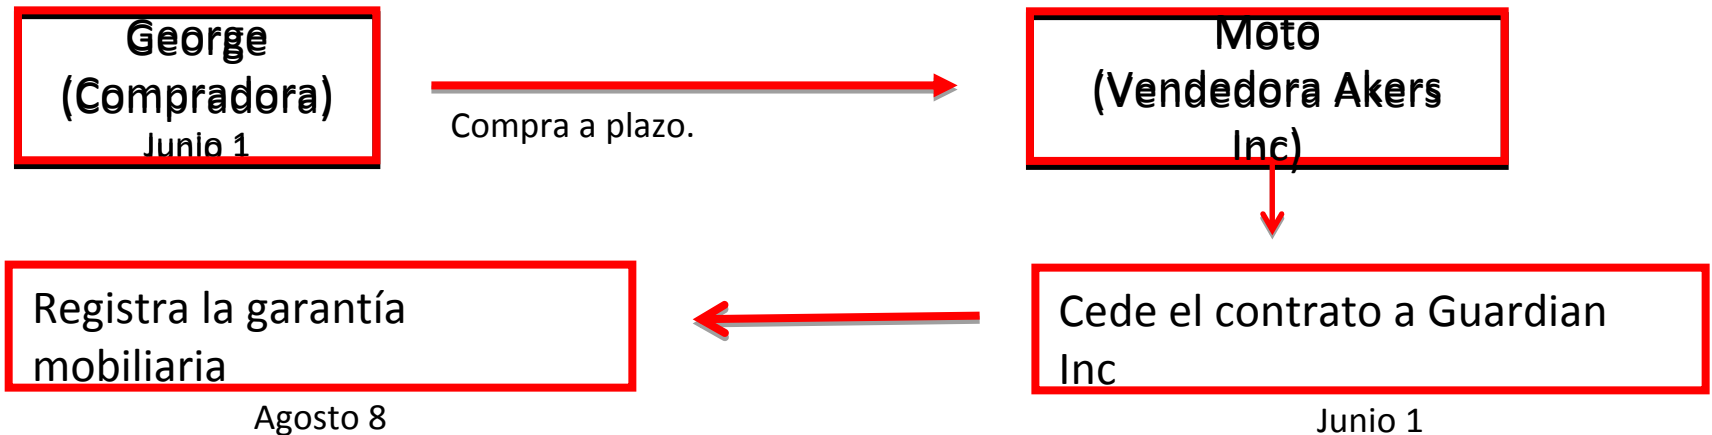 George
(Compradora)
Junio 1
Compra a plazo.
Moto
(Vendedora Akers
Inc)
Registra la garantía
mobiliaria
Agosto 8
Cede el contrato a Guardian
Inc
Junio 1